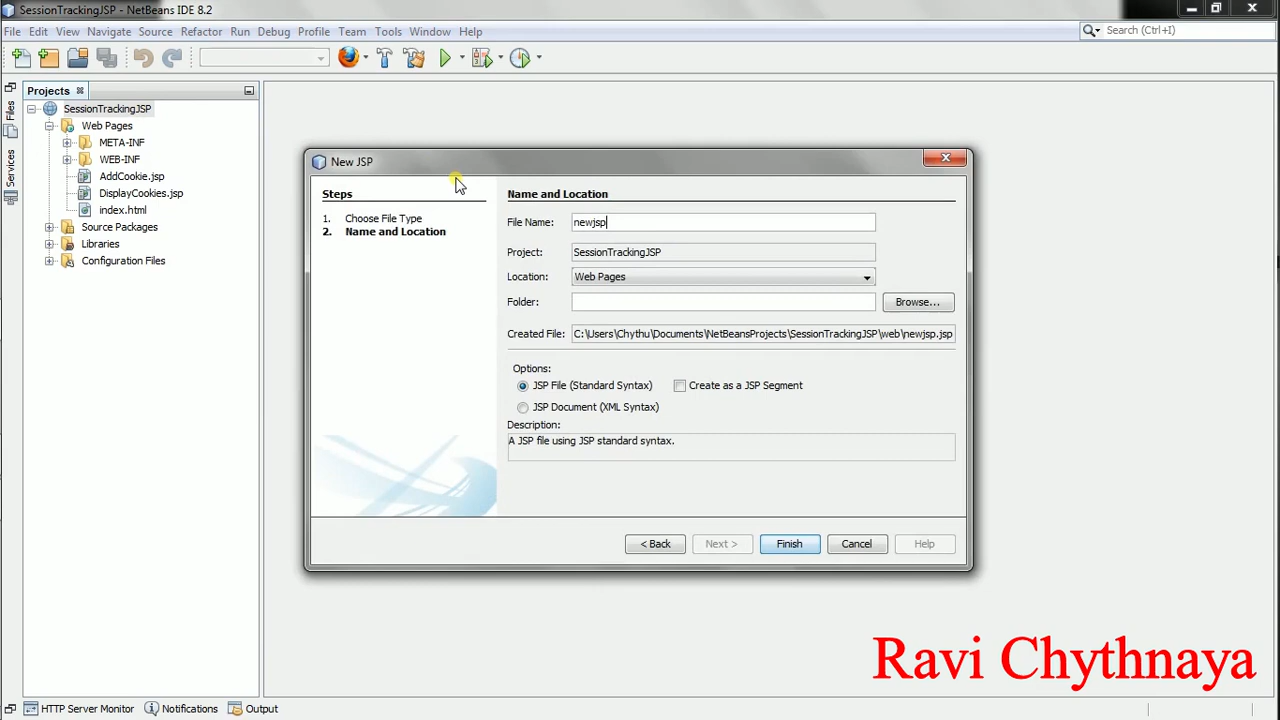 SessionTrackingJSP - NetBeans IDE 8.2
File Edit View Navigate Source Refactor Run Debug Profile Team Tools Window Help
Search (Ctrl+I)
Projects
Files
Services
SessionTrackingJSP
Web Pages
META-INF
WEB-INF
AddCookie.jsp
DisplayCookies.jsp
index.html
Source Packages
Libraries
Configuration Files
New JSP
Steps
1. Choose File Type
2. Name and Location
Name and Location
File Name: newjsp
Project: SessionTrackingJSP
Location: Web Pages
Folder: Browse...
Created File: C:\Users\Chythu\Documents\NetBeansProjects\SessionTrackingJSP\web\newjsp.jsp
Options:
JSP File (Standard Syntax) Create as a JSP Segment
JSP Document (XML Syntax)
Description:
A JSP file using JSP standard syntax.
< Back Next > Finish Cancel Help
Ravi Chythnaya
HTTP Server Monitor Notifications Output